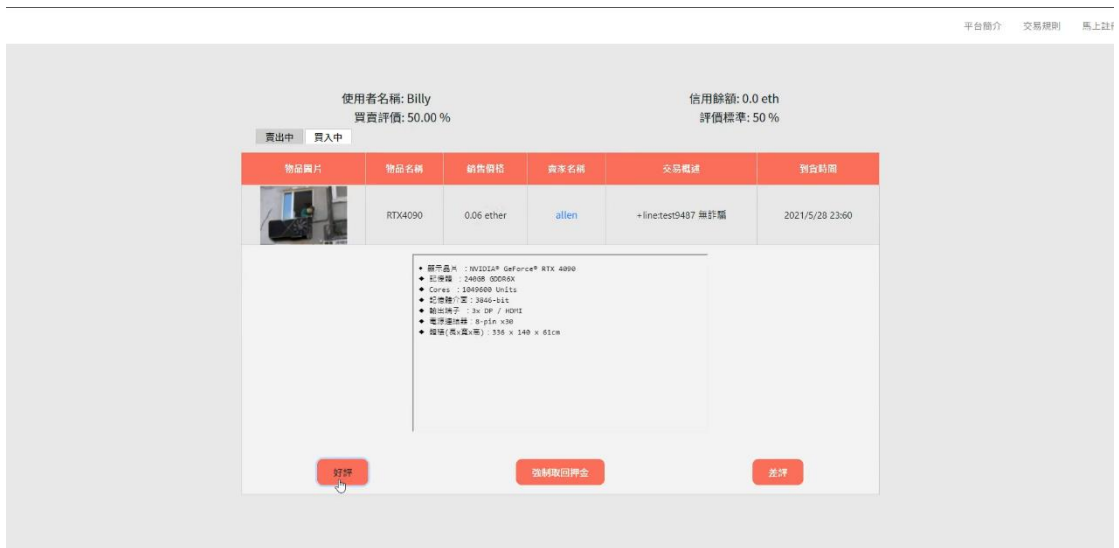 平台簡介 交易規則 馬上註
使用者名稱: Billy 信用餘額: 0.0 eth
買賣評價: 50.00 % 評價標準: 50 %
賣出中 買入中
物品圖片 物品名稱 銷售價格 賣家名稱 交易概述 到貨時間
RTX4090 0.06 ether allen +line:test9487 無詐騙 2021/5/28 23:60
◆ 顯示晶片 :NVIDIA® GeForce® RTX 4090
◆ 記憶體 :240GB GDDR6X
◆ Cores :1049600 Units
◆ 記憶體介面:3846-bit
◆ 輸出端子 :3x DP / HDMI
◆ 電源連接器:8-pin x30
◆ 體積(長x寬x高):336 x 140 x 61cm
好評 強制取回押金 差評